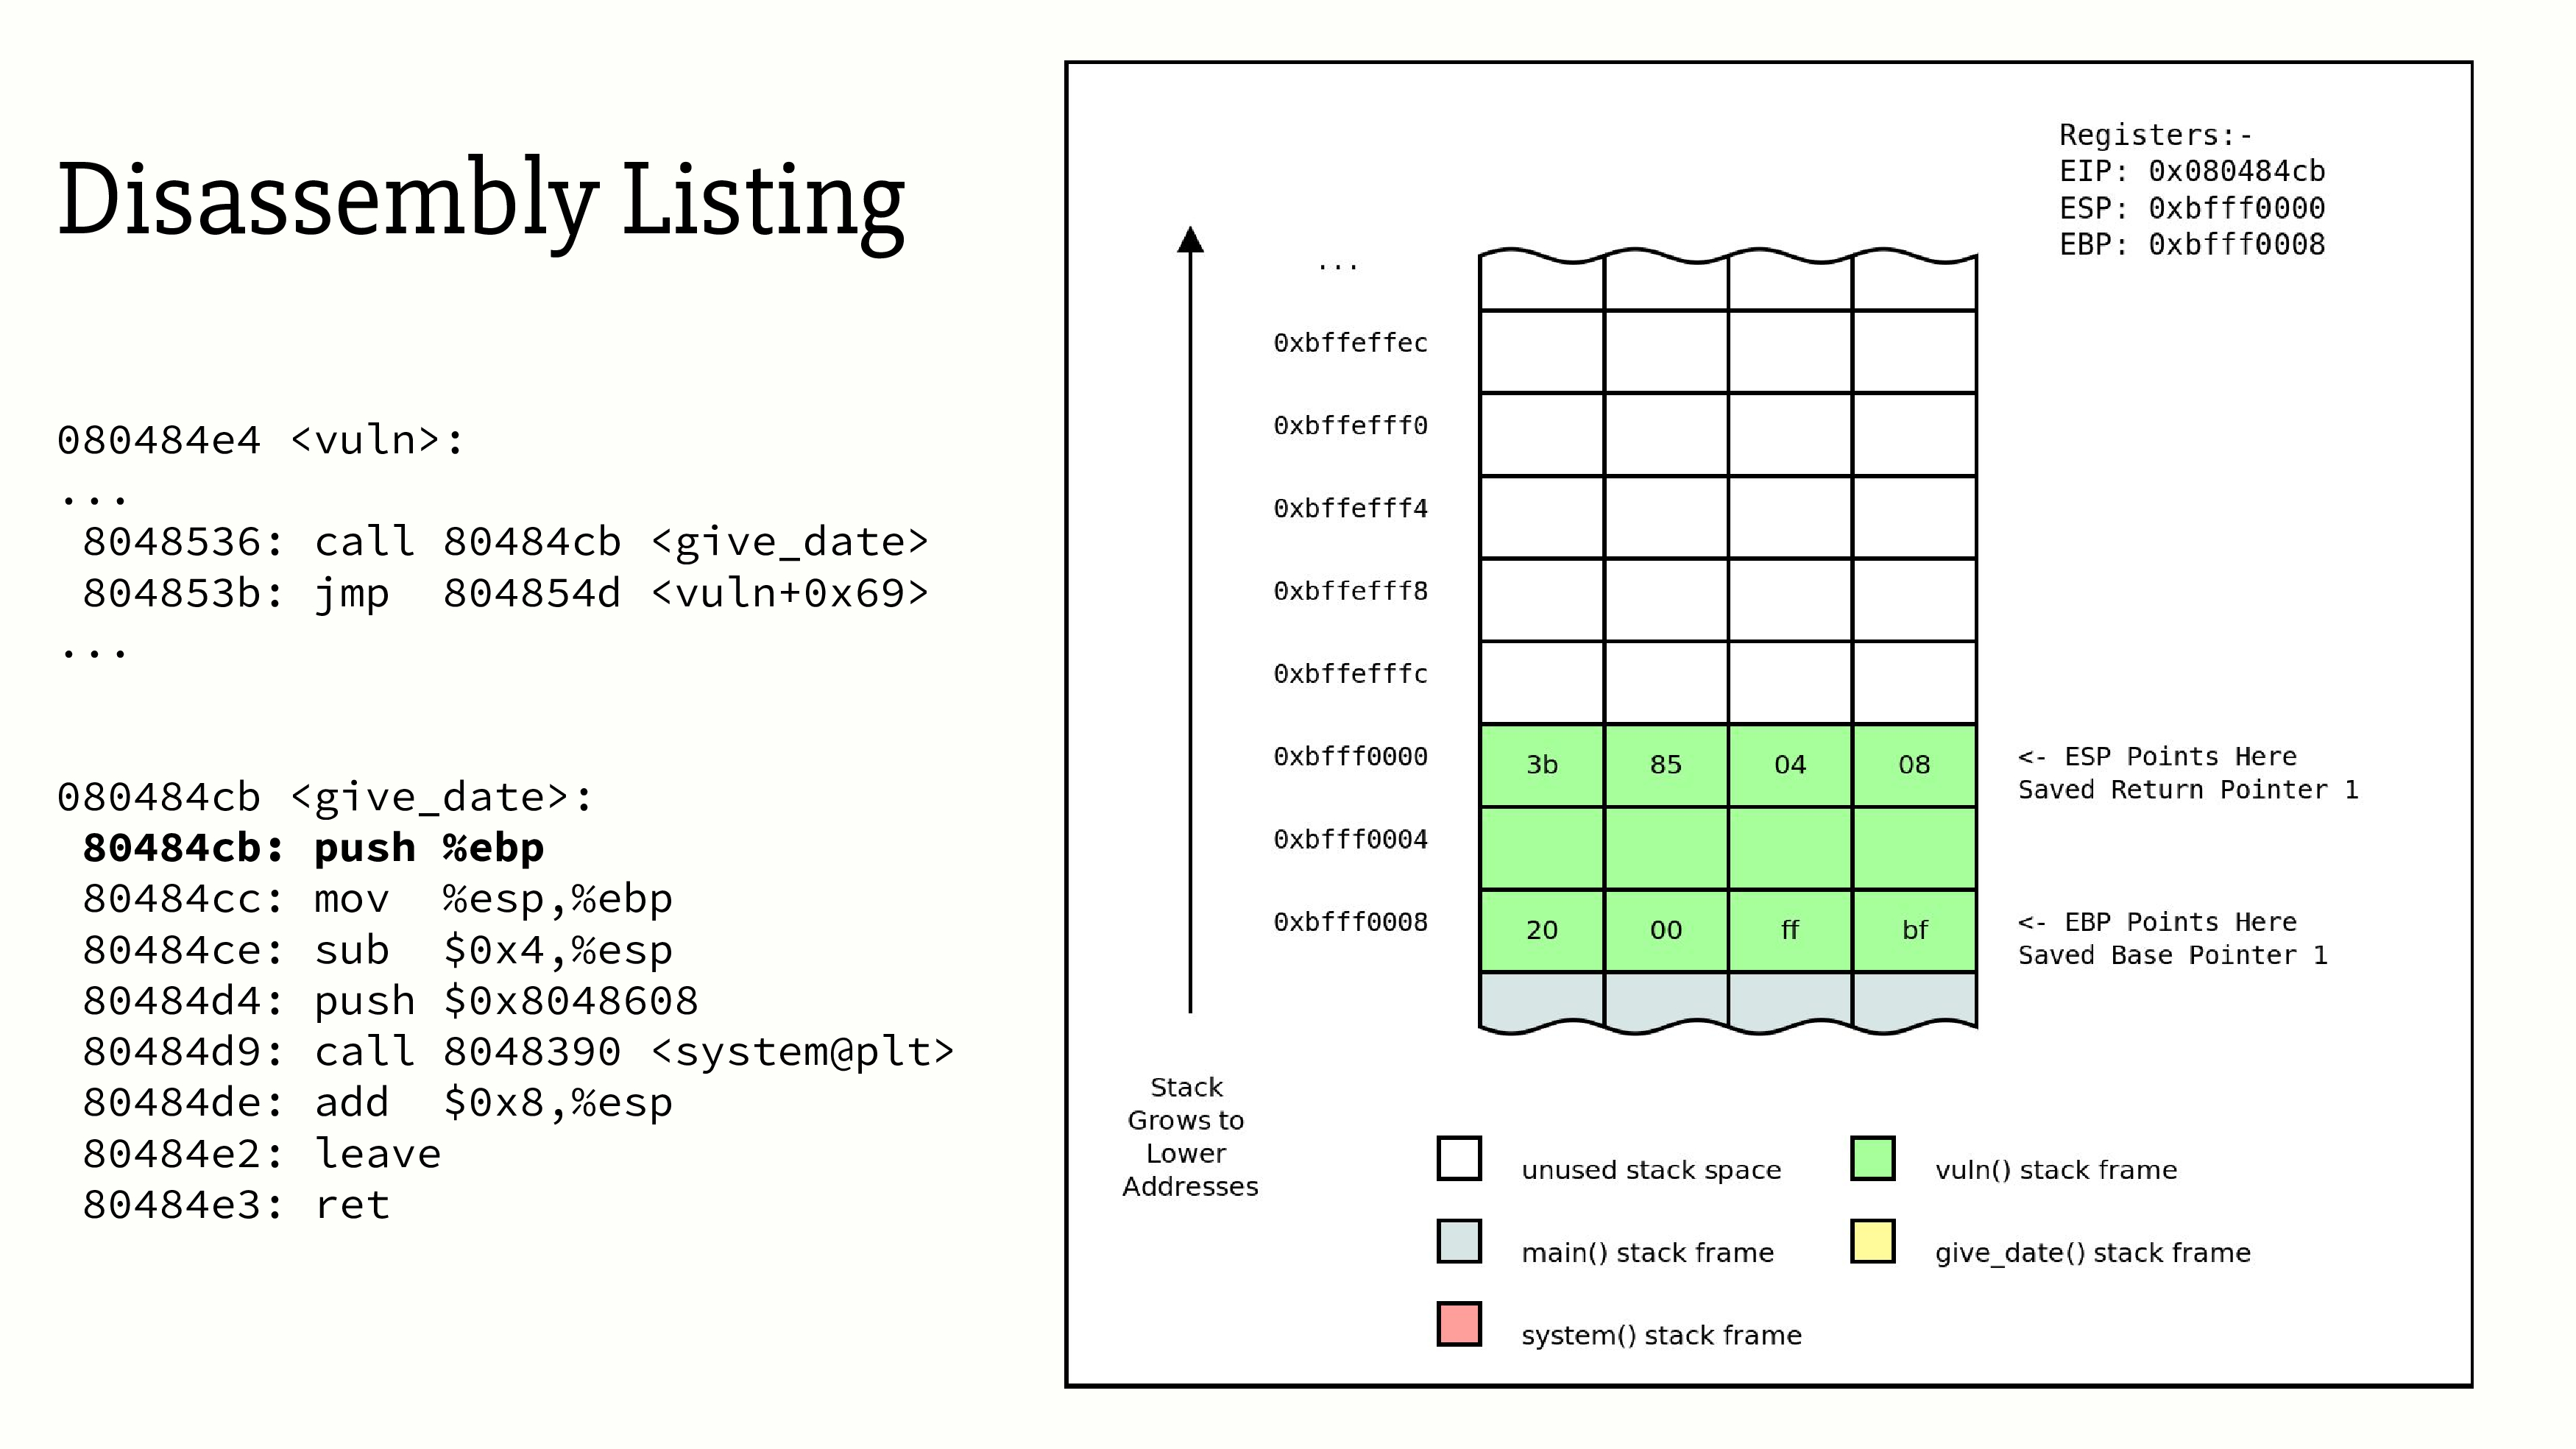 Disassembly Listing
080484e4 <vuln>:
...
8048536: call 80484cb <give_date>
804853b: jmp  804854d <vuln+0x69>
...
080484cb <give_date>:
80484cb: push %ebp
80484cc: mov  %esp,%ebp
80484ce: sub  $0x4,%esp
80484d4: push $0x8048608
80484d9: call 8048390 <system@plt>
80484de: add  $0x8,%esp
80484e2: leave
80484e3: ret
Registers:-
EIP: 0x080484cb
ESP: 0xbfff0000
EBP: 0xbfff0008
...
0xbffeffec
0xbffefff0
0xbffefff4
0xbffefff8
0xbffefffc
0xbfff0000 3b 85 04 08 <- ESP Points Here
Saved Return Pointer 1
0xbfff0004
0xbfff0008 20 00 ff bf <- EBP Points Here
Saved Base Pointer 1
Stack
Grows to
Lower
Addresses
unused stack space
vuln() stack frame
main() stack frame
give_date() stack frame
system() stack frame